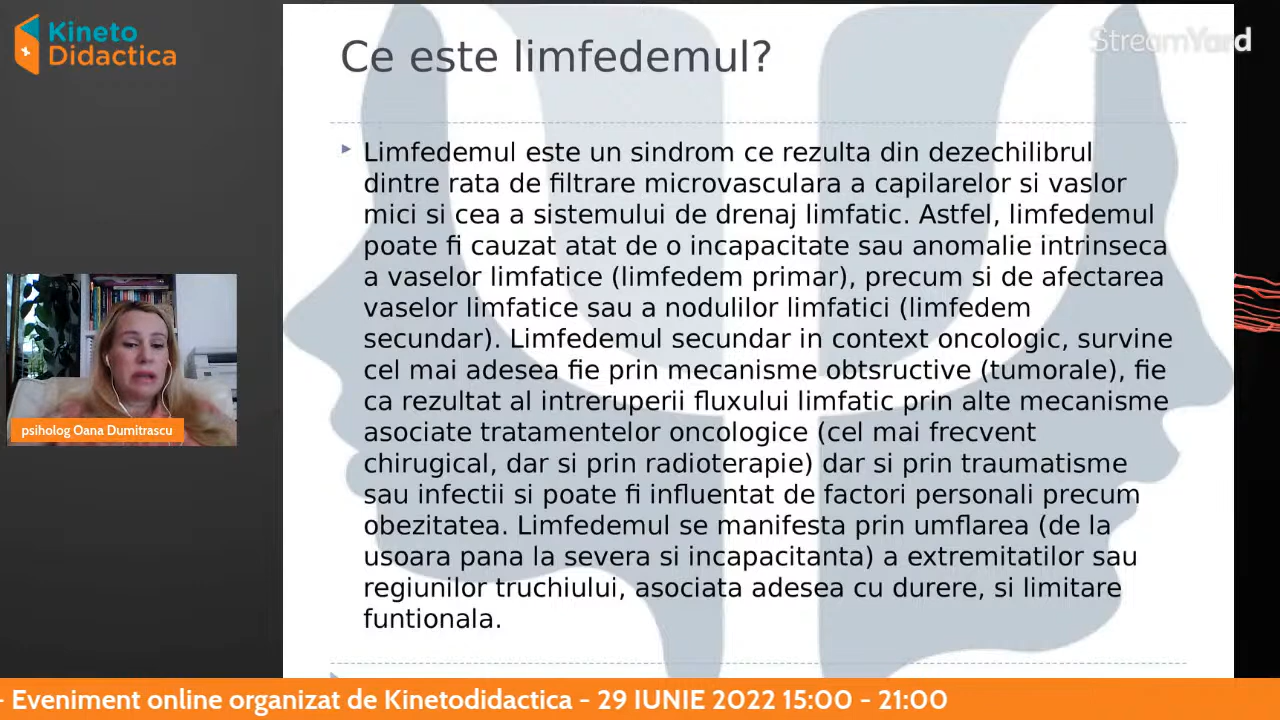 Kineto
Didactica
StreamYard
Ce este limfedemul?
Limfedemul este un sindrom ce rezulta din dezechilibrul
dintre rata de filtrare microvasculara a capilarelor si vaslor
mici si cea a sistemului de drenaj limfatic. Astfel, limfedemul
poate fi cauzat atat de o incapacitate sau anomalie intrinseca
a vaselor limfatice (limfedem primar), precum si de afectarea
vaselor limfatice sau a nodulilor limfatici (limfedem
secundar). Limfedemul secundar in context oncologic, survine
cel mai adesea fie prin mecanisme obtsructive (tumorale), fie
ca rezultat al intreruperii fluxului limfatic prin alte mecanisme
asociate tratamentelor oncologice (cel mai frecvent
chirugical, dar si prin radioterapie) dar si prin traumatisme
sau infectii si poate fi influentat de factori personali precum
obezitatea. Limfedemul se manifesta prin umflarea (de la
usoara pana la severa si incapacitanta) a extremitatilor sau
regiunilor truchiului, asociata adesea cu durere, si limitare
funtionala.
psiholog Oana Dumitrascu
- Eveniment online organizat de Kinetodidactica - 29 IUNIE 2022 15:00 - 21:00